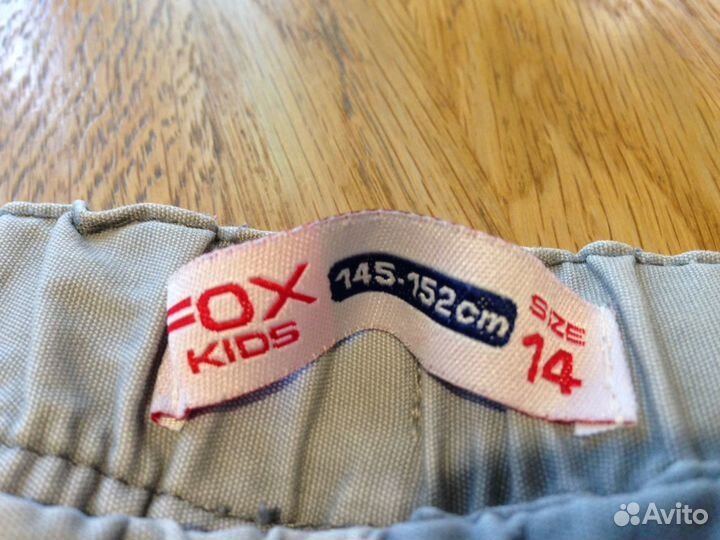 FOX
KIDS
145-152cm
SIZE
14
Avito